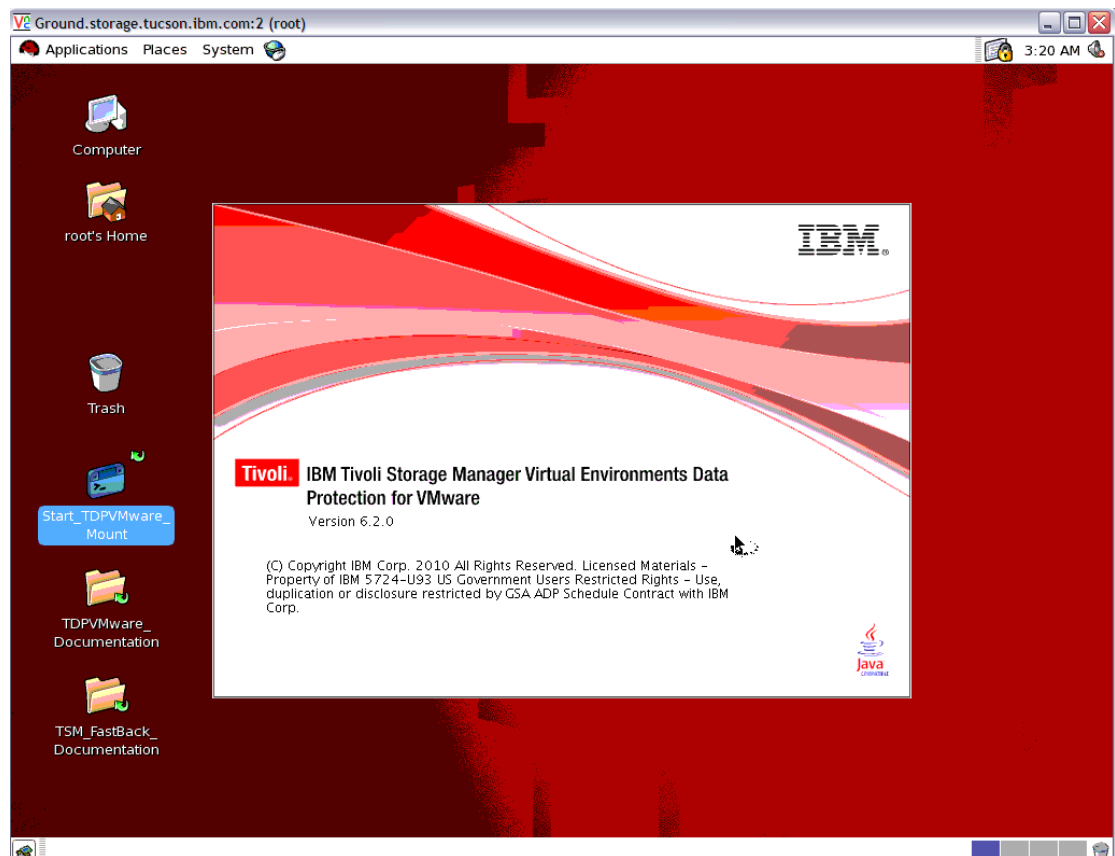 Ground.storage.tucson.ibm.com:2 (root)
Applications Places System
3:20 AM
Computer
root's Home
Trash
Start_TDPVMware_
Mount
TDPVMware_
Documentation
TSM_FastBack_
Documentation
IBM®
Tivoli. IBM Tivoli Storage Manager Virtual Environments Data
Protection for VMware
Version 6.2.0
(C) Copyright IBM Corp. 2010 All Rights Reserved. Licensed Materials –
Property of IBM 5724–U93 US Government Users Restricted Rights – Use,
duplication or disclosure restricted by GSA ADP Schedule Contract with IBM
Corp.
Java
COMPATIBLE